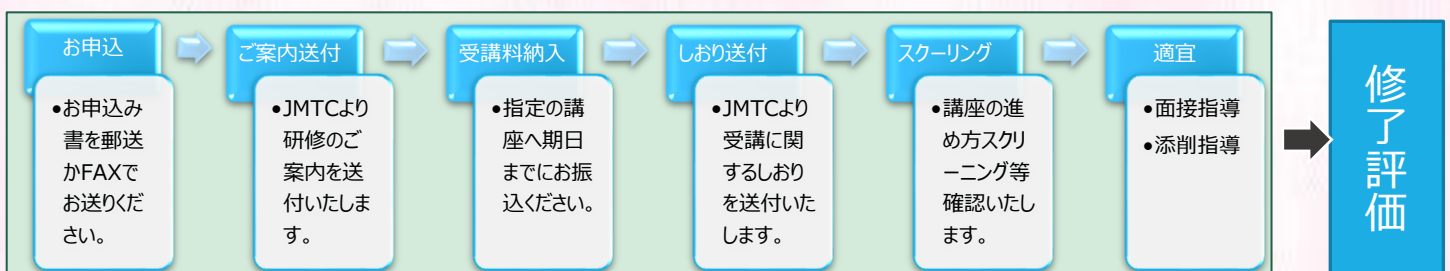 お申込
•お申込み
書を郵送
かFAXで
お送りくだ
さい。
ご案内送付
•JMTCより
研修のご
案内を送
付いたしま
す。
受講料納入
•指定の講
座へ期日
までにお振
込ください。
しおり送付
•JMTCより
受講に関
するしおり
を送付いた
します。
スクーリング
•講座の進
め方スクリ
ーニング等
確認いたし
ます。
適宜
•面接指導
•添削指導
修了評価